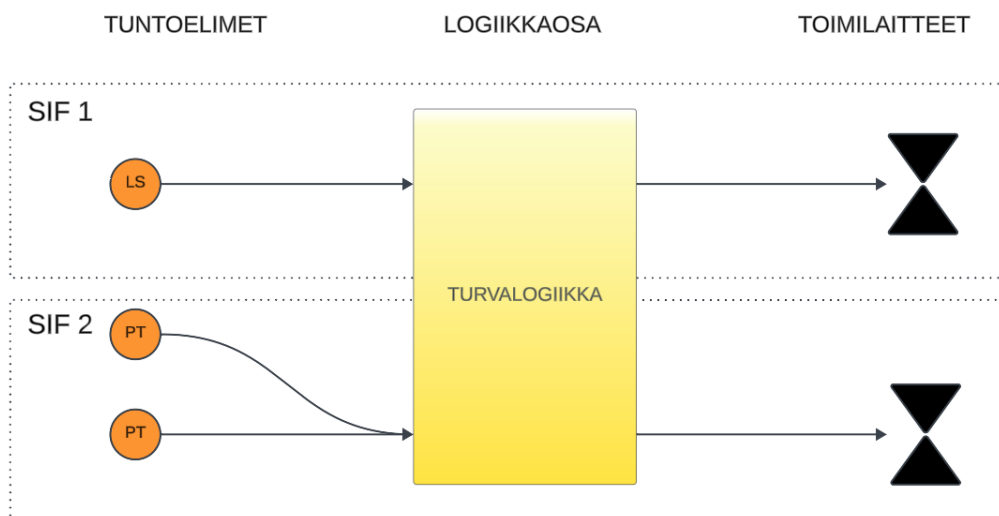 TUNTOELIMET
LOGIIKKAOSA
TOIMILAITTEET
SIF 1
LS
TURVALOGIIKKA
SIF 2
PT
PT